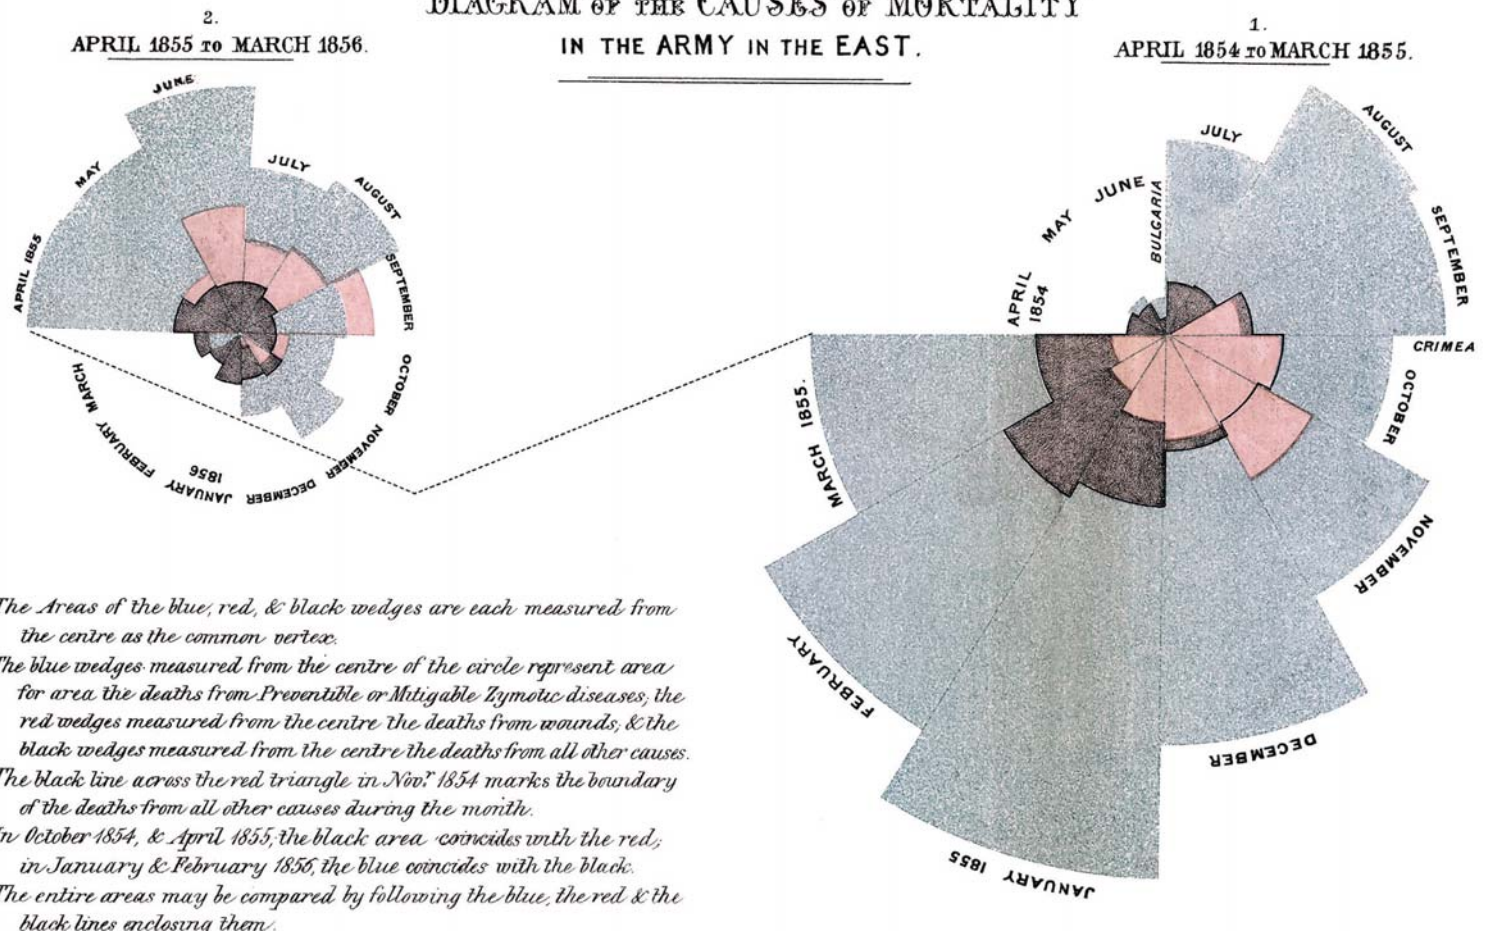 DIAGRAM OF THE CAUSES OF MORTALITY
IN THE ARMY IN THE EAST.
2.
APRIL 1855 TO MARCH 1856.
1.
APRIL 1854 TO MARCH 1855.
APRIL 1855
MAY
JUNE
JULY
AUGUST
SEPTEMBER
OCTOBER
NOVEMBER
DECEMBER
JANUARY
1856
FEBRUARY
MARCH
APRIL
1854
MAY
JUNE
BULGARIA
JULY
AUGUST
SEPTEMBER
CRIMEA
OCTOBER
NOVEMBER
DECEMBER
JANUARY 1855
FEBRUARY
MARCH 1855.
The Areas of the blue, red, & black wedges are each measured from
the centre as the common vertex.
The blue wedges measured from the centre of the circle represent area
for area the deaths from Preventible or Mitigable Zymotic diseases; the
red wedges measured from the centre the deaths from wounds; & the
black wedges measured from the centre the deaths from all other causes.
The black line across the red triangle in Nov.r 1854 marks the boundary
of the deaths from all other causes during the month.
In October 1854, & April 1855, the black area coincides with the red;
in January & February 1856, the blue coincides with the black.
The entire areas may be compared by following the blue, the red & the
black lines enclosing them.